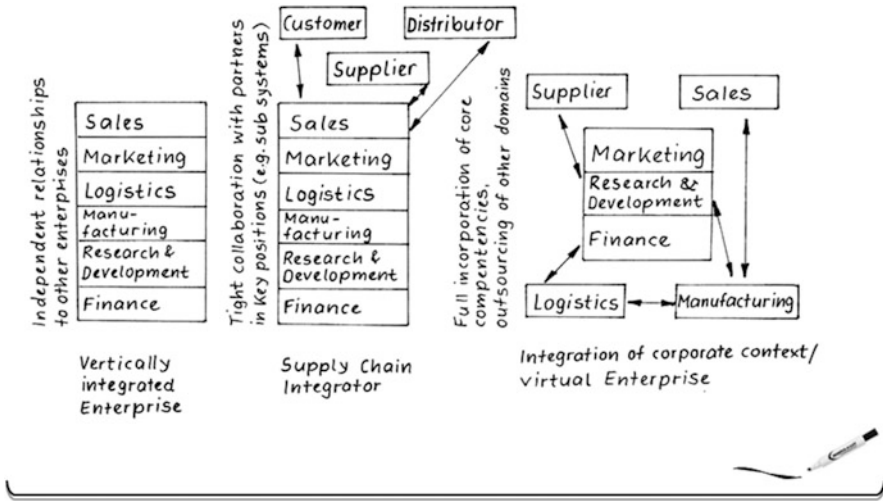 Independent relationships
to other enterprises
Sales
Marketing
Logistics
Manu-
facturing
Research &
Development
Finance
Vertically
integrated
Enterprise
Tight collaboration with partners
in Key positions (e.g. sub systems)
Customer
Distributor
Supplier
Sales
Marketing
Logistics
Manu-
facturing
Research &
Development
Finance
Supply Chain
Integrator
Full incorporation of core
compentencies,
outsourcing of other domains
Supplier
Sales
Marketing
Research &
Development
Finance
Logistics
Manufacturing
Integration of corporate context/
virtual Enterprise